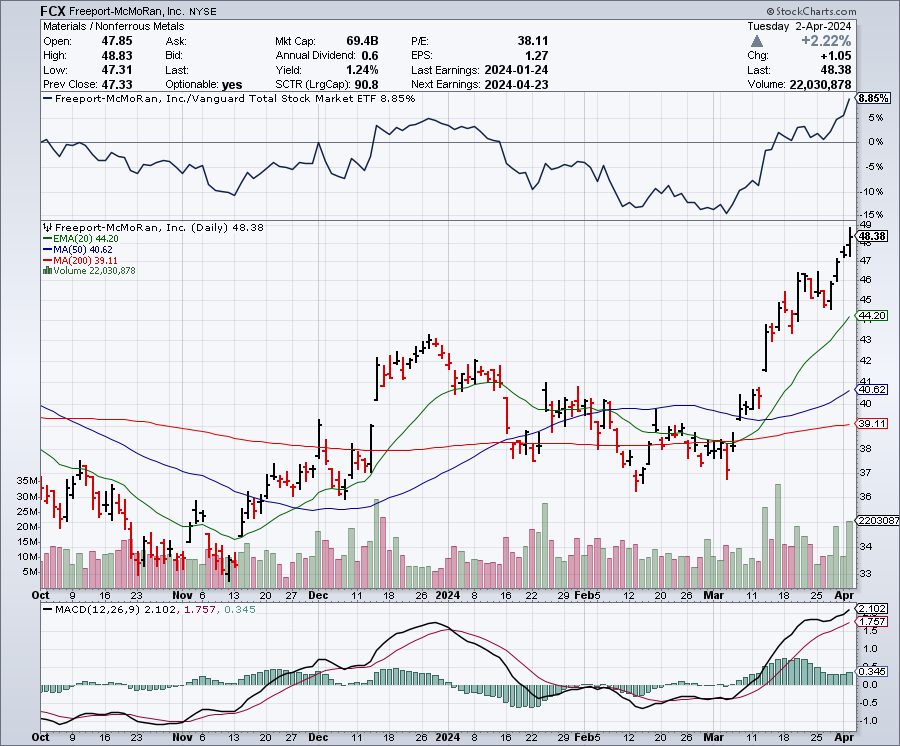 FCX Freeport-McMoRan, Inc. NYSE © StockCharts.com
Materials / Nonferrous Metals Tuesday 2-Apr-2024
Open: 47.85 Ask: Mkt Cap: 69.4B P/E: 38.11 +2.22%
High: 48.83 Bid: Annual Dividend: 0.6 EPS: 1.27 Chg: +1.05
Low: 47.31 Last: Yield: 1.24% Last Earnings: 2024-01-24 Last: 48.38
Prev Close: 47.33 Optionable: yes SCTR (LrgCap): 90.8 Next Earnings: 2024-04-23 Volume: 22,030,878
Freeport-McMoRan, Inc./Vanguard Total Stock Market ETF 8.85%
8.85%
5%
0%
-5%
-10%
-15%
Freeport-McMoRan, Inc. (Daily) 48.38
EMA(20) 44.20
MA(50) 40.62
MA(200) 39.11
Volume 22,030,878
49
48.38
47
46
45
44.20
43
42
41
40.62
40
39.11
38
37
35M
36
30M
25M
2203087
20M
15M
34
10M
5M
33
Oct 9 16 23 Nov 6 13 20 27 Dec 11 18 26 2024 8 16 22 29 Feb 5 12 20 26 Mar 11 18 25 Apr
MACD(12,26,9) 2.102, 1.757, 0.345
2.102
1.757
1.5
1.0
0.5
0.345
0.0
-0.5
-1.0
Oct 9 16 23 Nov 6 13 20 27 Dec 11 18 26 2024 8 16 22 29 Feb 5 12 20 26 Mar 11 18 25 Apr